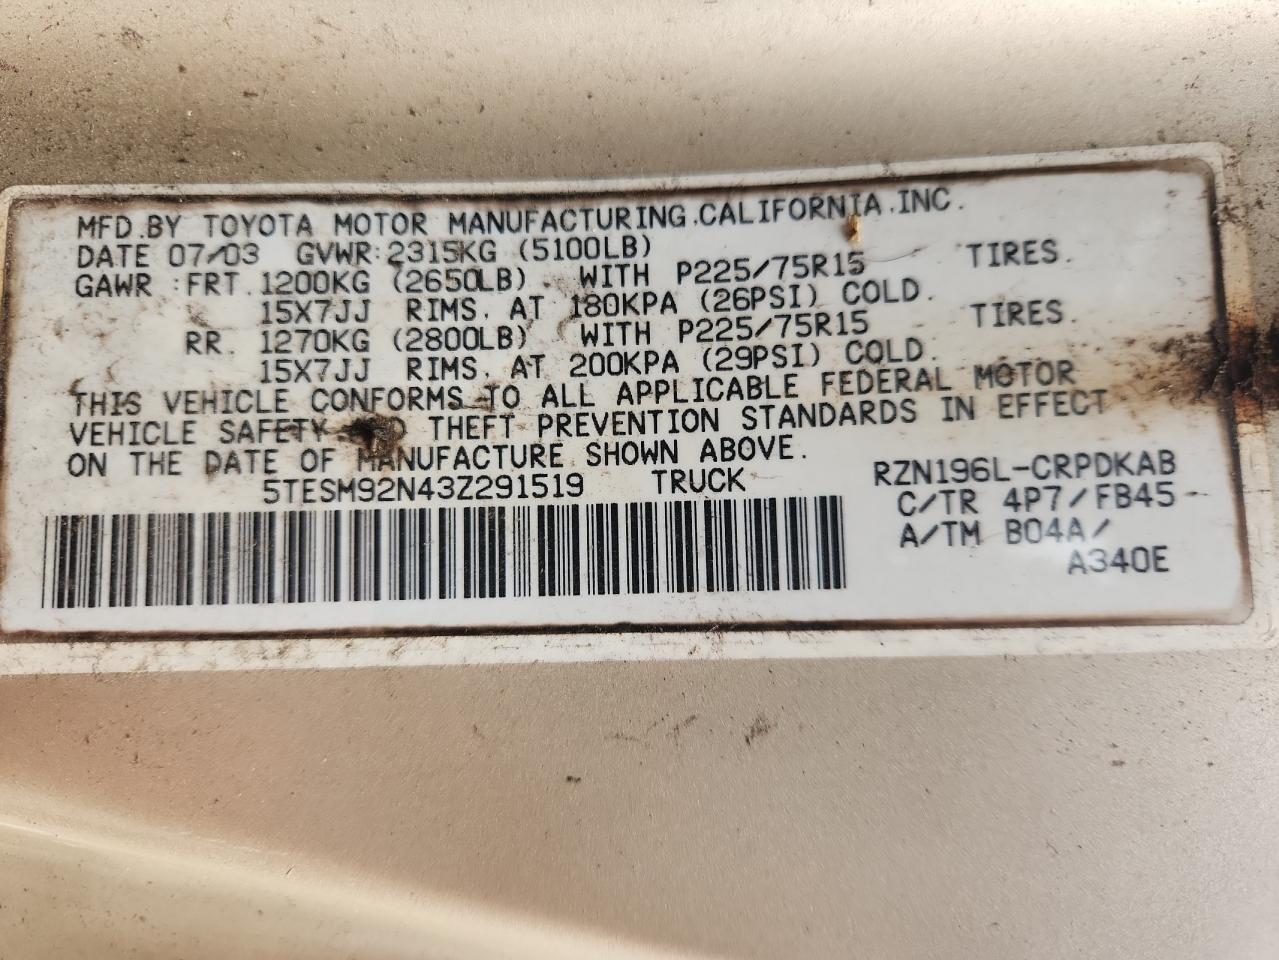 MFD.BY TOYOTA MOTOR MANUFACTURING.CALIFORNIA.INC.
DATE 07/03 GVWR:2315KG (5100LB)
GAWR :FRT. 1200KG (2650LB). WITH P225/75R15 TIRES.
15X7JJ RIMS. AT 180KPA (26PSI) COLD.
RR. 1270KG (2800LB) WITH P225/75R15 TIRES.
15X7JJ RIMS. AT 200KPA (29PSI) COLD.
THIS VEHICLE CONFORMS TO ALL APPLICABLE FEDERAL MOTOR
VEHICLE SAFETY THEFT PREVENTION STANDARDS IN EFFECT
ON THE DATE OF MANUFACTURE SHOWN ABOVE.
5TESM92N43Z291519 TRUCK
RZN196L-CRPDKAB
C/TR 4P7/FB45
A/TM B04A/
A340E